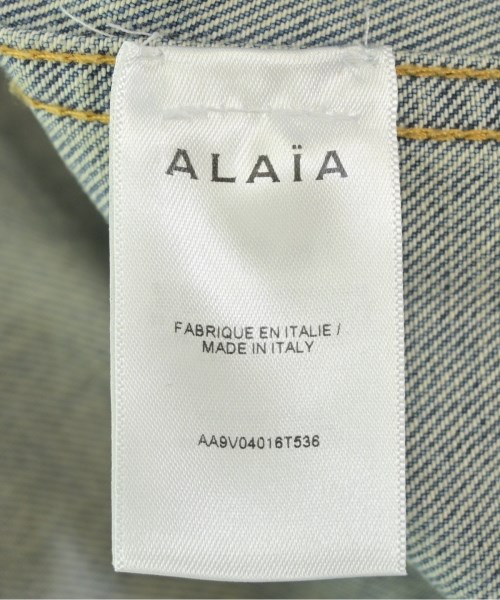 ALAÏA
FABRIQUE EN ITALIE /
MADE IN ITALY
AA9V04016T536